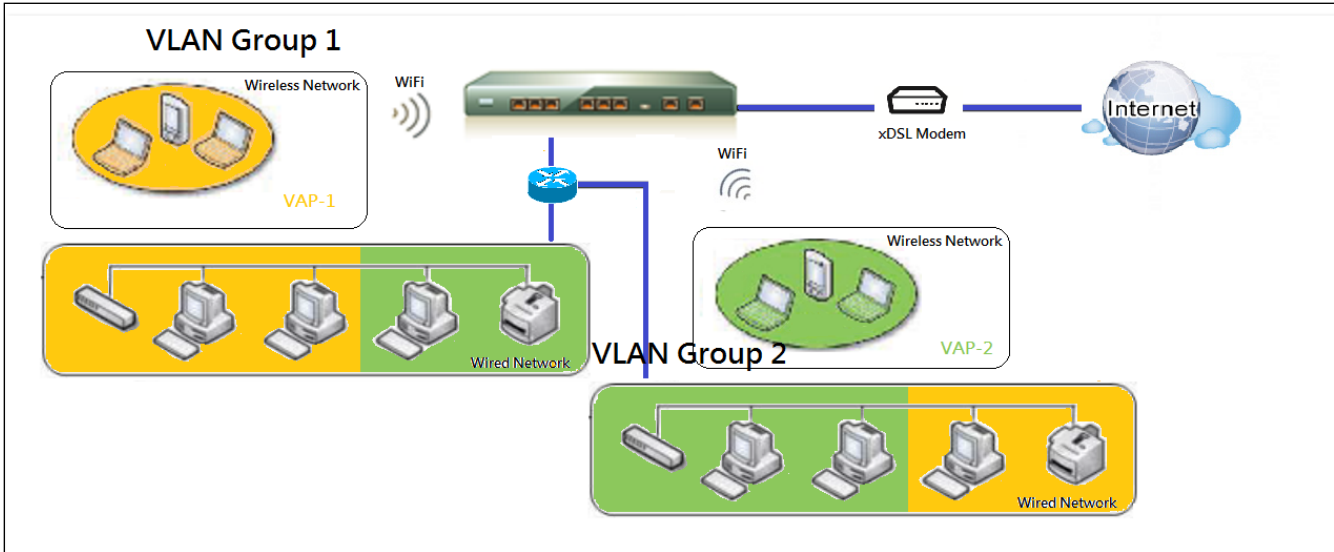 VLAN Group 1
Wireless Network
WiFi
VAP-1
xDSL Modem
Internet
WiFi
Wireless Network
VAP-2
Wired Network
VLAN Group 2
Wired Network